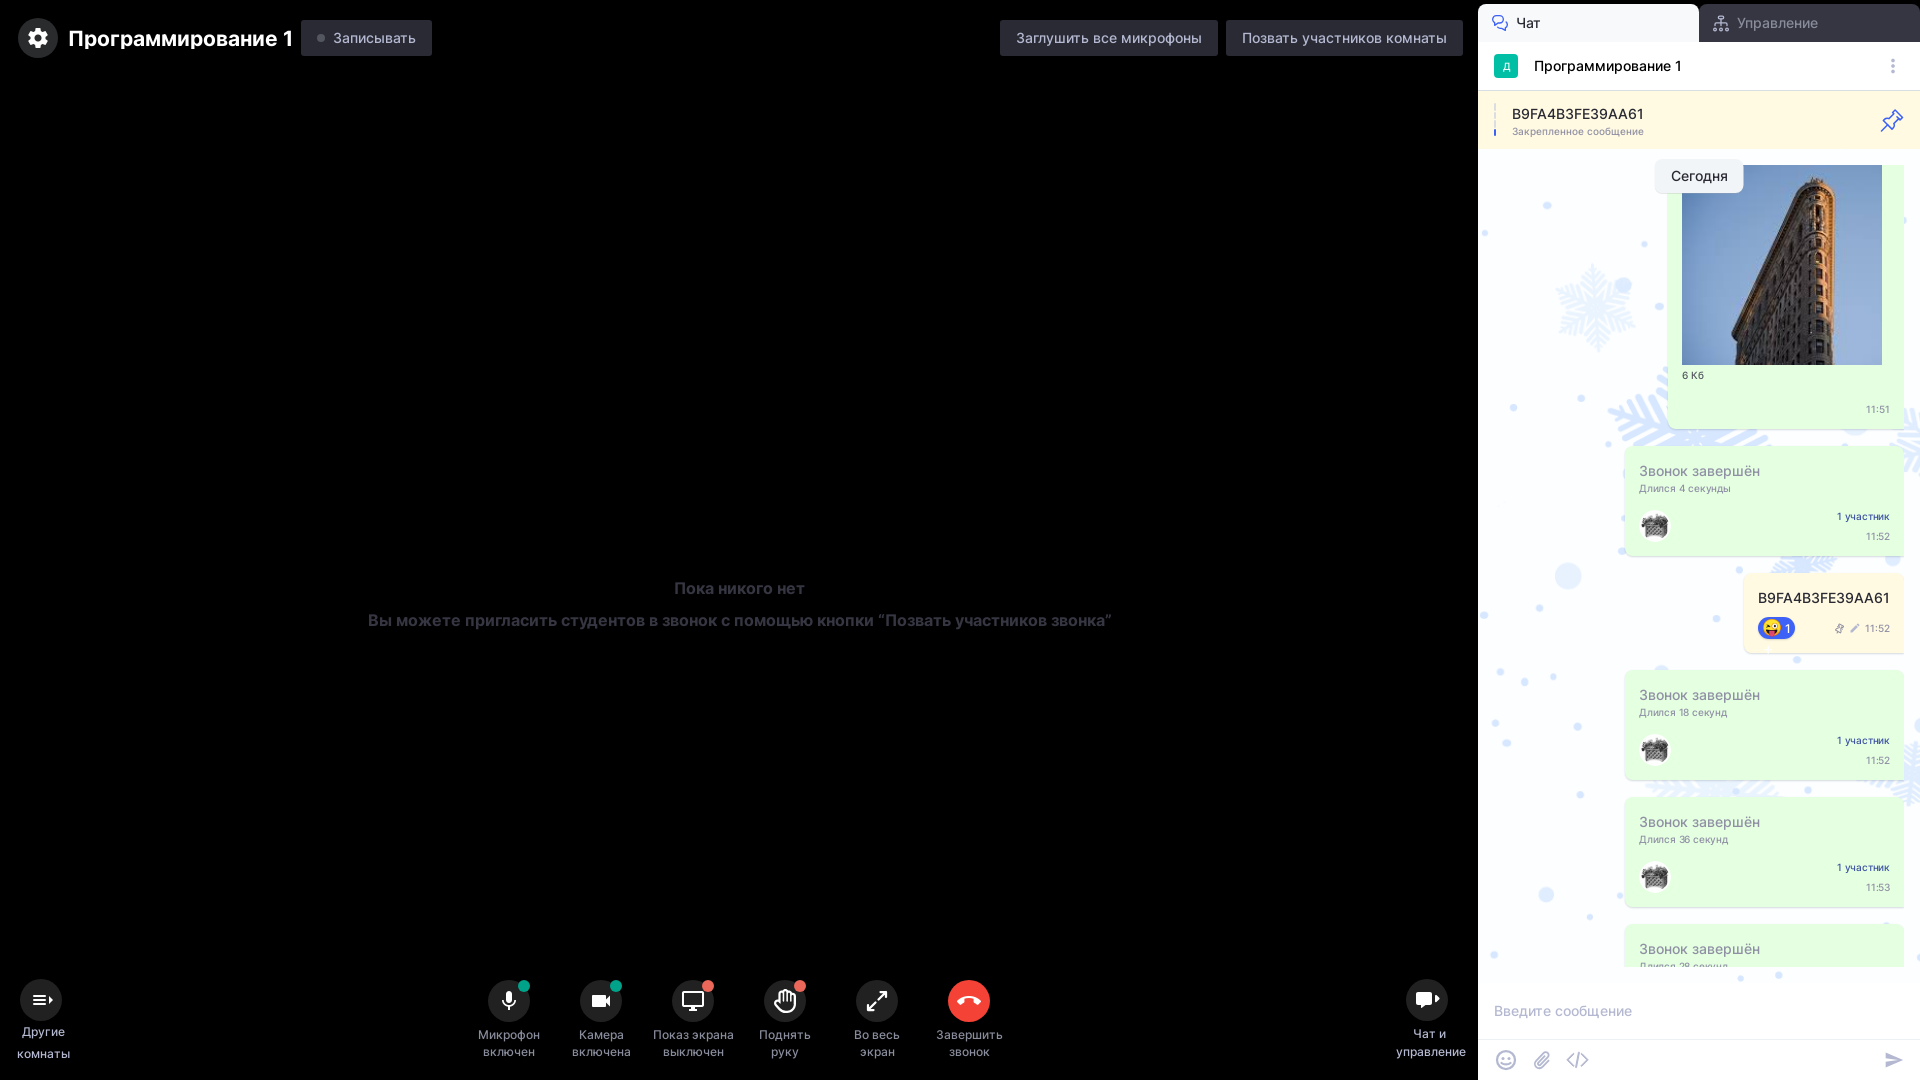 Программирование 1
Записывать
Заглушить все микрофоны
Позвать участников комнаты
Чат
Управление
Д
Программирование 1
B9FA4B3FE39AA61
Закрепленное сообщение
Сегодня
6 Кб
11:51
Звонок завершён
Длился 4 секунды
1 участник
11:52
B9FA4B3FE39AA61
1
11:52
Звонок завершён
Длился 18 секунд
1 участник
11:52
Звонок завершён
Длился 36 секунд
1 участник
11:53
Звонок завершён
Длился 28 секунд
Пока никого нет
Вы можете пригласить студентов в звонок с помощью кнопки “Позвать участников звонка”
Другие
комнаты
Микрофон
включен
Камера
включена
Показ экрана
выключен
Поднять
руку
Во весь
экран
Завершить
звонок
Чат и
управление
Введите сообщение